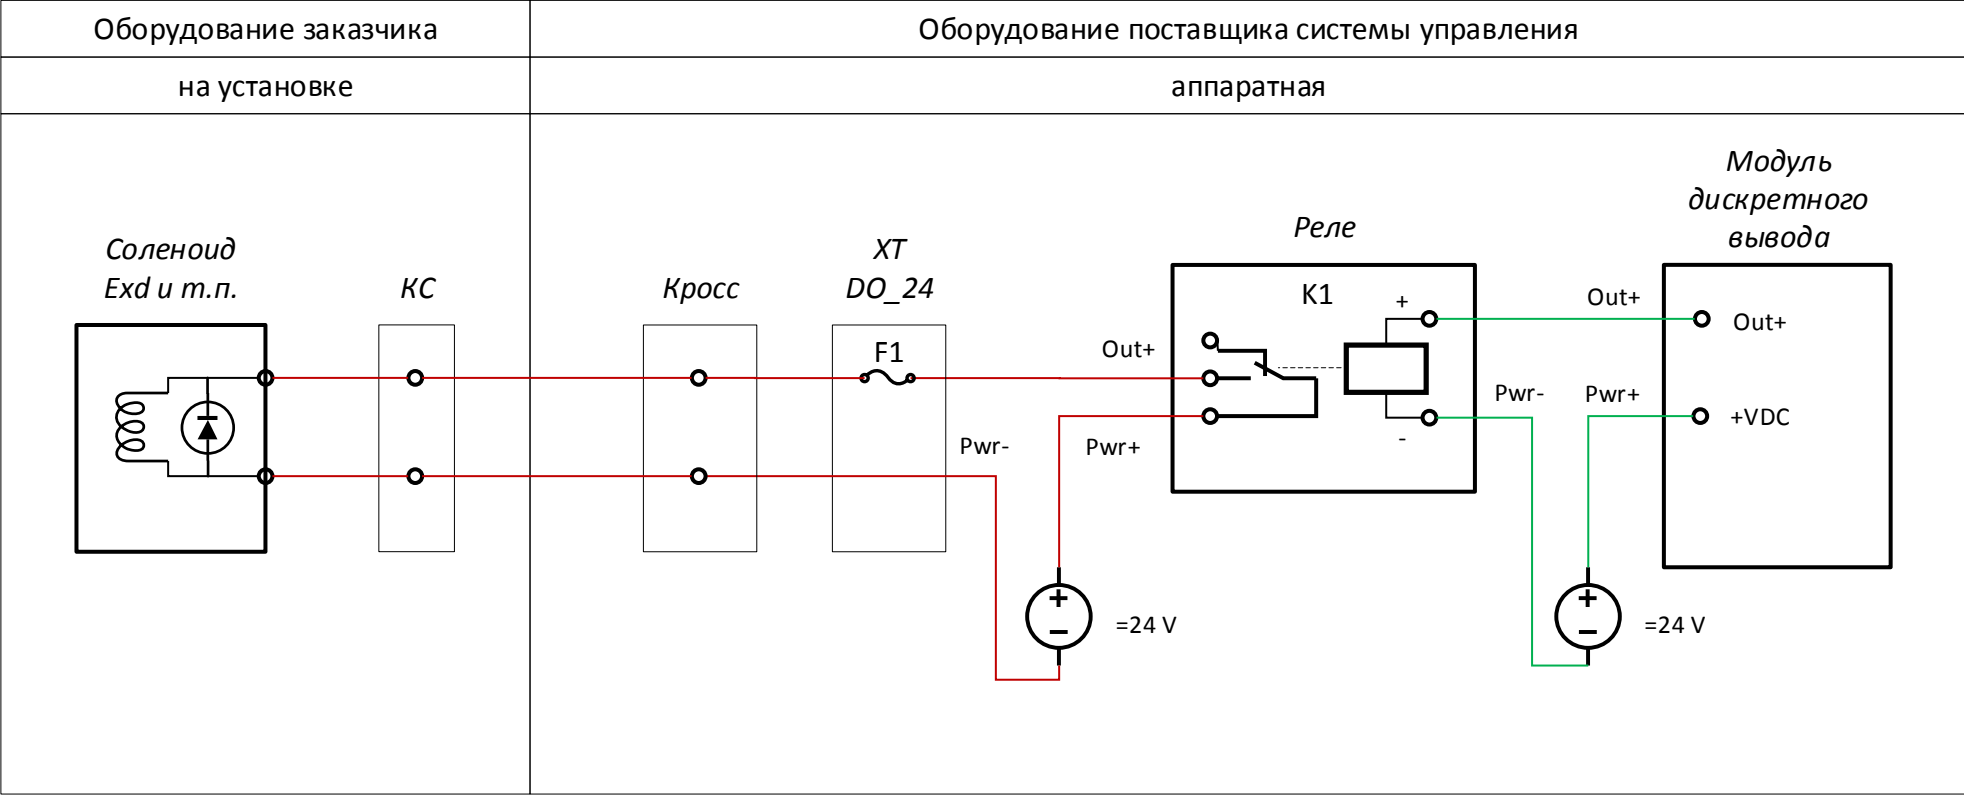 Оборудование заказчика
Оборудование поставщика системы управления
на установке
аппаратная
Соленоид
Exd и т.п.
КС
Кросс
XT
DO_24
F1
Реле
K1
+
-
Модуль
дискретного
вывода
Out+
Out+
Out+
Pwr-
Pwr+
Pwr-
Pwr+
+VDC
+
−
=24 V
+
−
=24 V